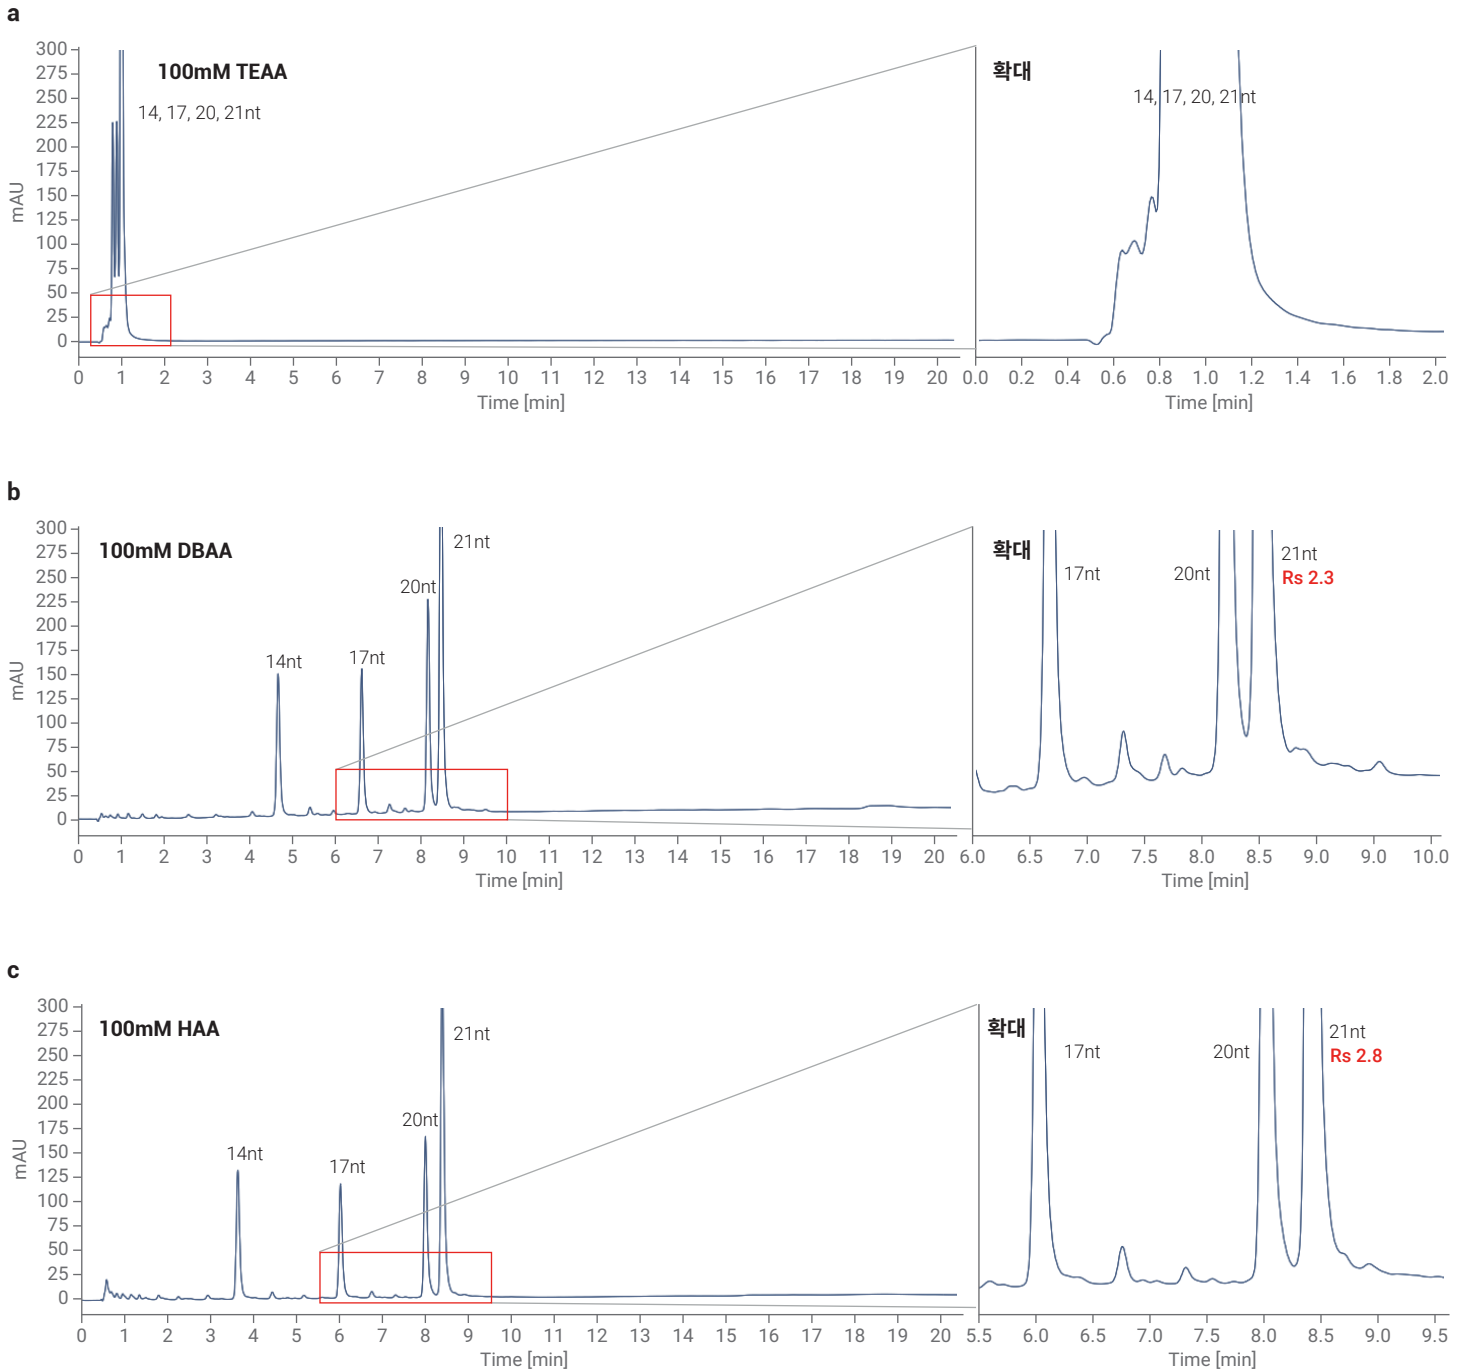 a
100mM TEAA
14, 17, 20, 21nt
mAU
300
275
250
225
200
175
150
125
100
75
50
25
0
0 1 2 3 4 5 6 7 8 9 10 11 12 13 14 15 16 17 18 19 20
Time [min]
확대
14, 17, 20, 21nt
0.0 0.2 0.4 0.6 0.8 1.0 1.2 1.4 1.6 1.8 2.0
Time [min]
b
100mM DBAA
14nt
17nt
20nt
21nt
mAU
300
275
250
225
200
175
150
125
100
75
50
25
0
0 1 2 3 4 5 6 7 8 9 10 11 12 13 14 15 16 17 18 19 20
Time [min]
확대
17nt
20nt
21nt
Rs 2.3
6.0 6.5 7.0 7.5 8.0 8.5 9.0 9.0 10.0
Time [min]
c
100mM HAA
14nt
17nt
20nt
21nt
mAU
300
275
250
225
200
175
150
125
100
75
50
25
0
0 1 2 3 4 5 6 7 8 9 10 11 12 13 14 15 16 17 18 19 20
Time [min]
확대
17nt
20nt
21nt
Rs 2.8
5.5 6.0 6.5 7.0 7.5 8.0 8.5 9.0 9.5
Time [min]